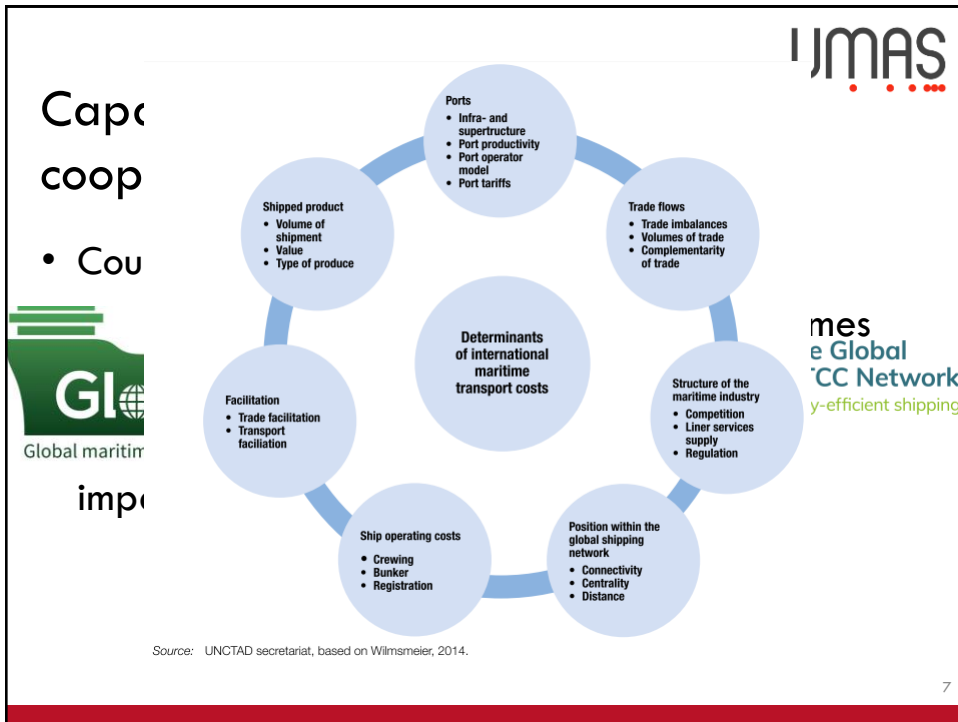 UMAS
Capa
coop
• Cou
mes
Glo
Global maritim
e Global
TCC Network
y-efficient shipping
impa
Ports
• Infra- and
supertructure
• Port productivity
• Port operator
model
• Port tariffs
Trade flows
• Trade imbalances
• Volumes of trade
• Complementarity
of trade
Structure of the
maritime industry
• Competition
• Liner services
supply
• Regulation
Position within the
global shipping
network
• Connectivity
• Centrality
• Distance
Ship operating costs
• Crewing
• Bunker
• Registration
Facilitation
• Trade facilitation
• Transport
faciliation
Shipped product
• Volume of
shipment
• Value
• Type of produce
Determinants
of international
maritime
transport costs
Source: UNCTAD secretariat, based on Wilmsmeier, 2014.
7